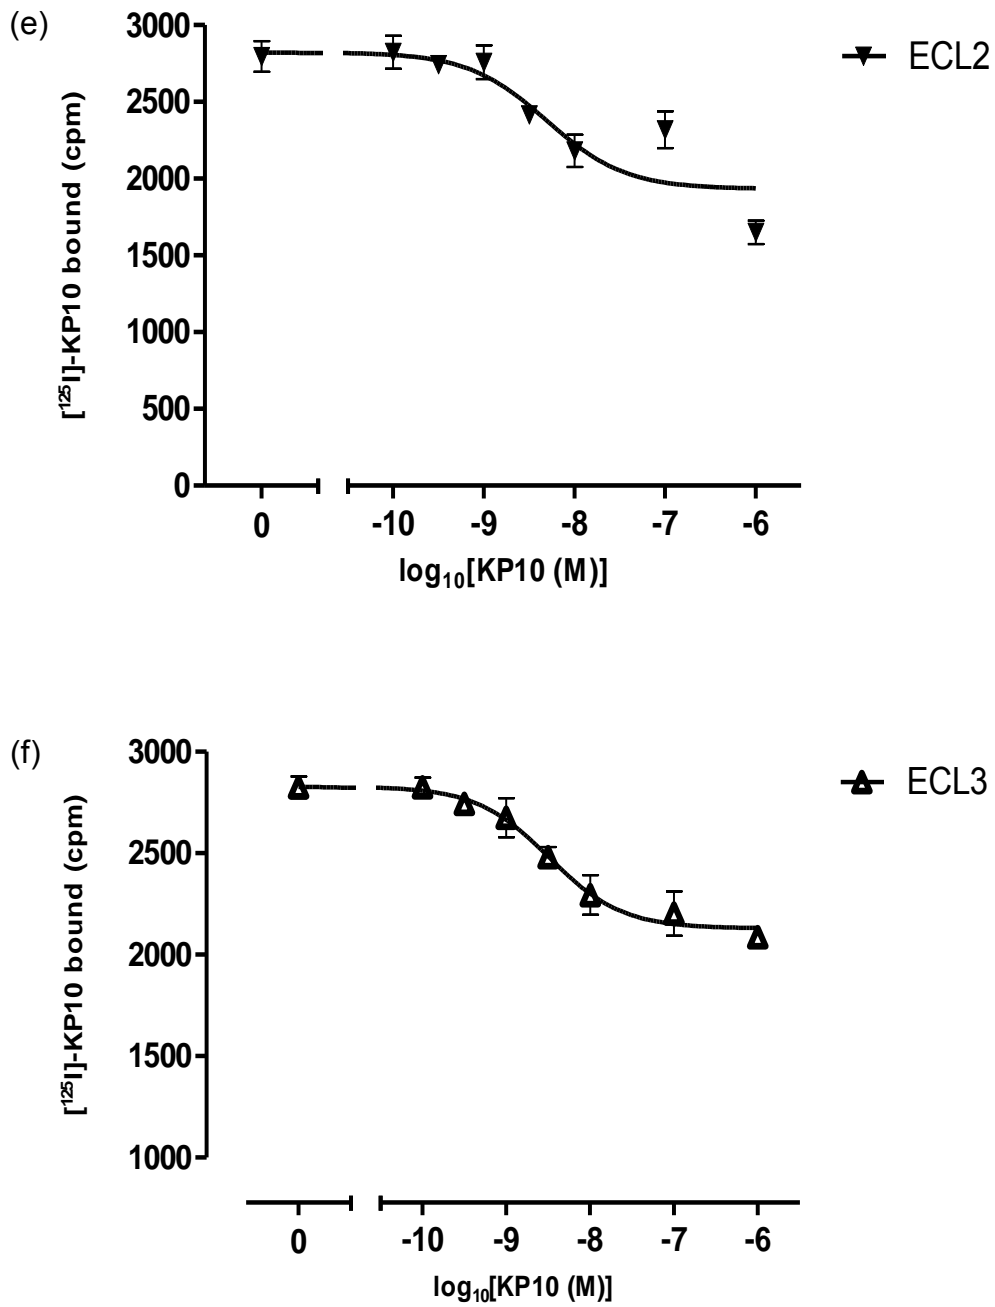 (e)
3000
2500
2000
1500
1000
500
0
[¹²⁵I]-KP10 bound (cpm)
ECL2
0 -10 -9 -8 -7 -6
log₁₀[KP10 (M)]
(f)
3000
2500
2000
1500
1000
[¹²⁵I]-KP10 bound (cpm)
ECL3
0 -10 -9 -8 -7 -6
log₁₀[KP10 (M)]